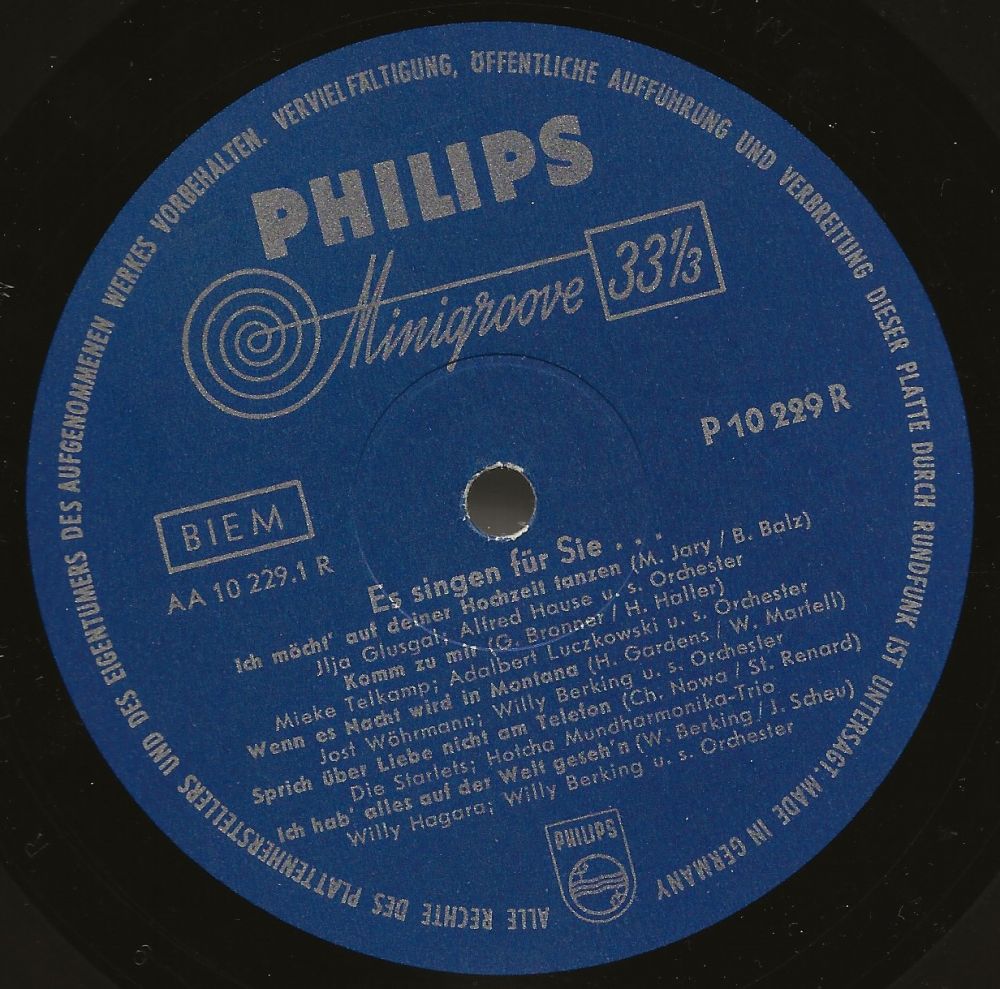 ALLE RECHTE DES PLATTENHERSTELLERS UND DES EIGENTÜMERS DES AUFGENOMMENEN WERKES VORBEHALTEN. VERVIELFÄLTIGUNG, ÖFFENTLICHE AUFFÜHRUNG UND VERBREITUNG DIESER PLATTE DURCH RUNDFUNK IST UNTERSAGT. MADE IN GERMANY
PHILIPS
Minigroove 33⅓
P 10 229 R
BIEM
AA 10 229.1 R
Es singen für Sie . . .
Ich möcht' auf deiner Hochzeit tanzen (M. Jary / B. Balz)
Ilja Glusgal; Alfred Hause u. s. Orchester
Komm zu mir (G. Bronner / H. Haller)
Mieke Telkamp; Adalbert Luczkowski u. s. Orchester
Wenn es Nacht wird in Montana (H. Gardens / W. Martell)
Jost Wöhrmann; Willy Berking u. s. Orchester
Sprich über Liebe nicht am Telefon (Ch. Nowa / St. Renard)
Die Starlets; Hotcha Mundharmonika-Trio
Ich hab' alles auf der Welt geseh'n (W. Berking / J. Scheu)
Willy Hagara; Willy Berking u. s. Orchester
PHILIPS